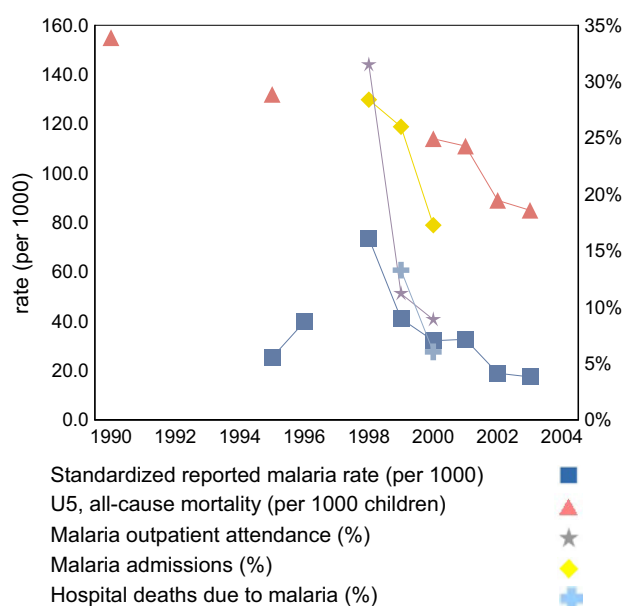 160.0
140.0
120.0
100.0
80.0
60.0
40.0
20.0
0.0
rate (per 1000)
35%
30%
25%
20%
15%
10%
5%
0%
1990 1992 1994 1996 1998 2000 2002 2004
Standardized reported malaria rate (per 1000)
U5, all-cause mortality (per 1000 children)
Malaria outpatient attendance (%)
Malaria admissions (%)
Hospital deaths due to malaria (%)